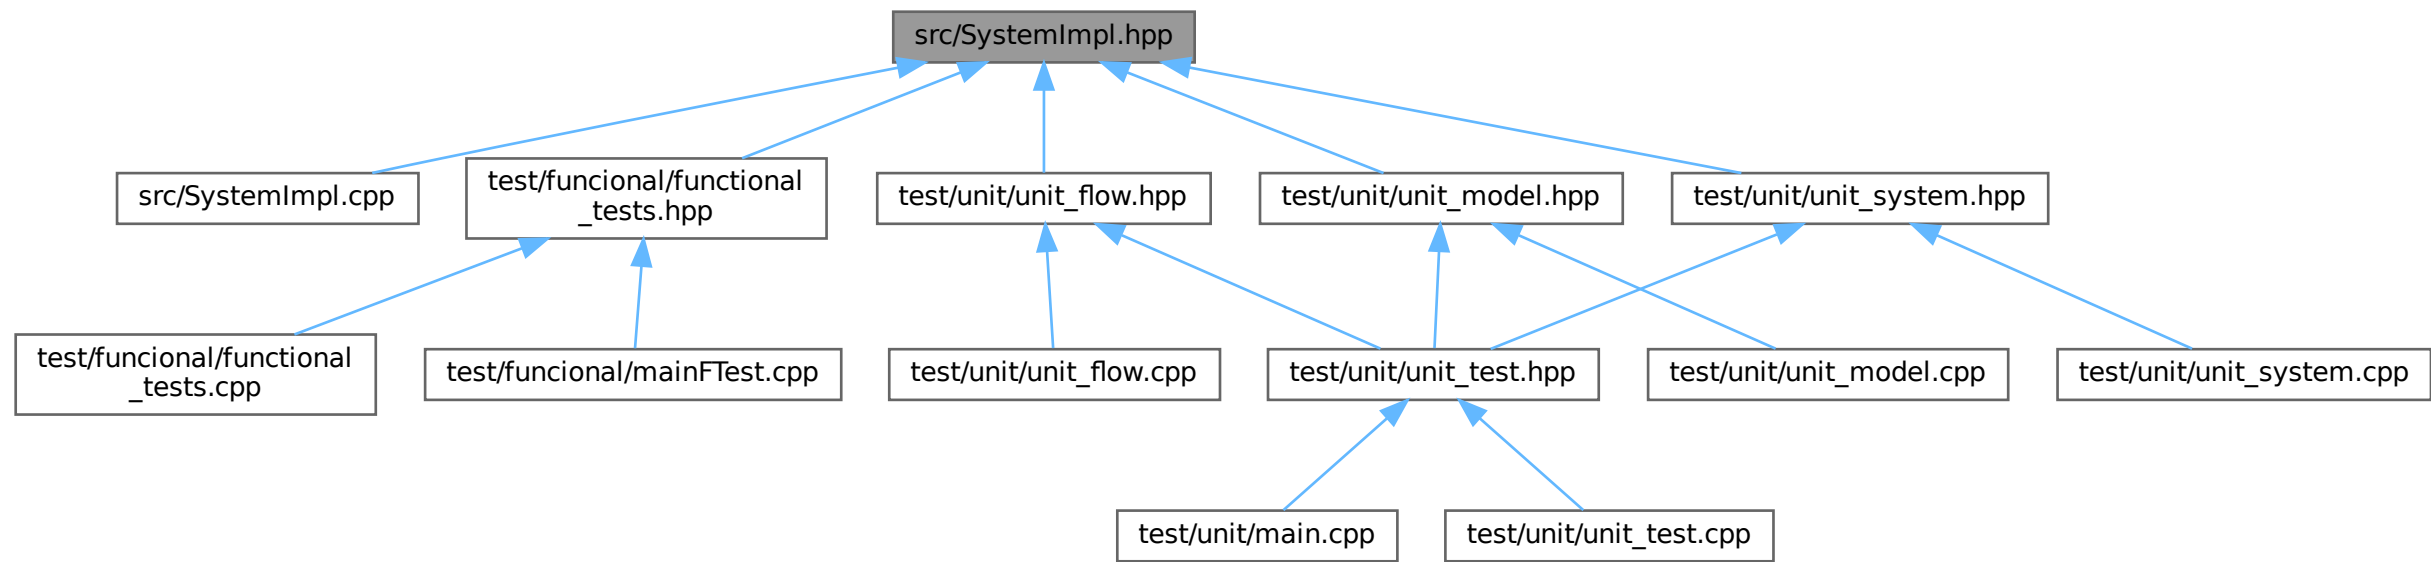 src/SystemImpl.hpp
src/SystemImpl.cpp
test/funcional/functional
_tests.hpp
test/unit/unit_flow.hpp
test/unit/unit_model.hpp
test/unit/unit_system.hpp
test/funcional/functional
_tests.cpp
test/funcional/mainFTest.cpp
test/unit/unit_flow.cpp
test/unit/unit_test.hpp
test/unit/unit_model.cpp
test/unit/unit_system.cpp
test/unit/main.cpp
test/unit/unit_test.cpp